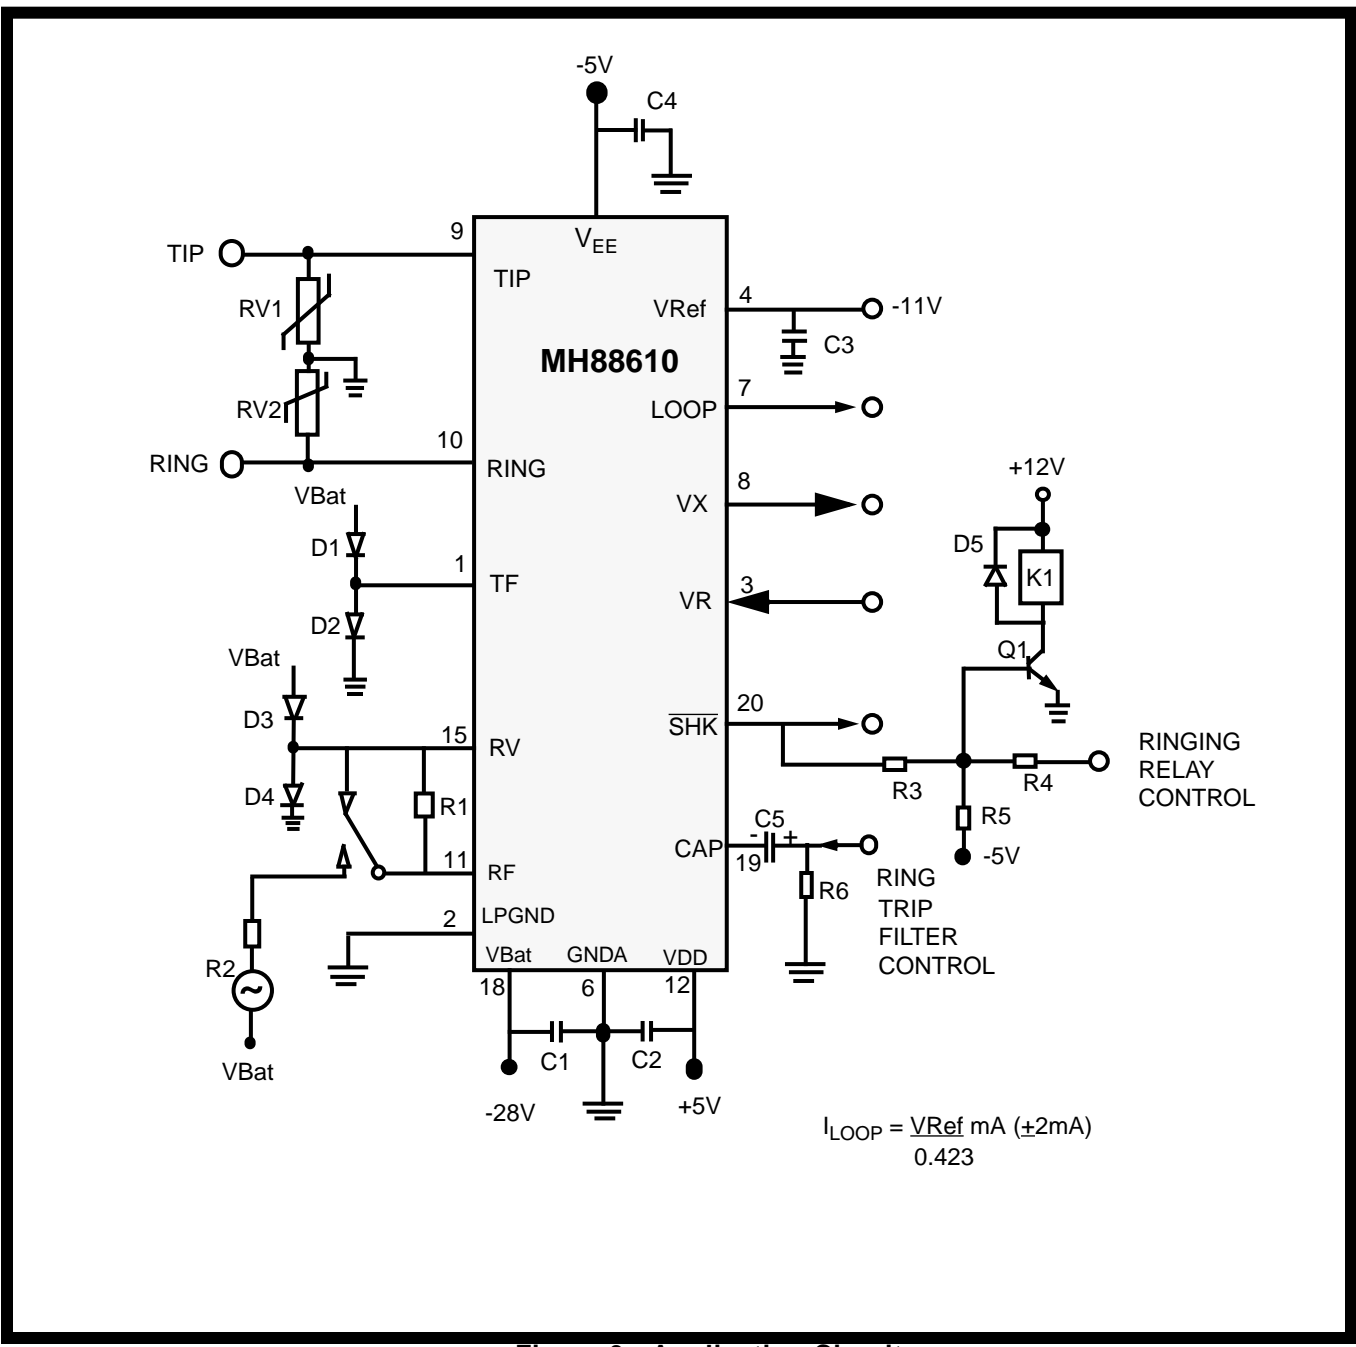 -5V
C4
9
V_EE
TIP
TIP
RV1
VRef
4
-11V
C3
MH88610
RV2
LOOP
7
10
RING
RING
VBat
VX
8
+12V
D1
D5
K1
1
TF
VR
3
D2
Q1
VBat
D3
20
SHK
15
RV
RINGING
RELAY
CONTROL
D4
R1
R3
R4
R5
-5V
C5
- +
CAP
19
11
RF
R6
RING
TRIP
FILTER
CONTROL
2
LPGND
VBat
GNDA
VDD
R2
18
6
12
~
VBat
C1
C2
-28V
+5V
I_LOOP = VRef mA (±2mA)
0.423